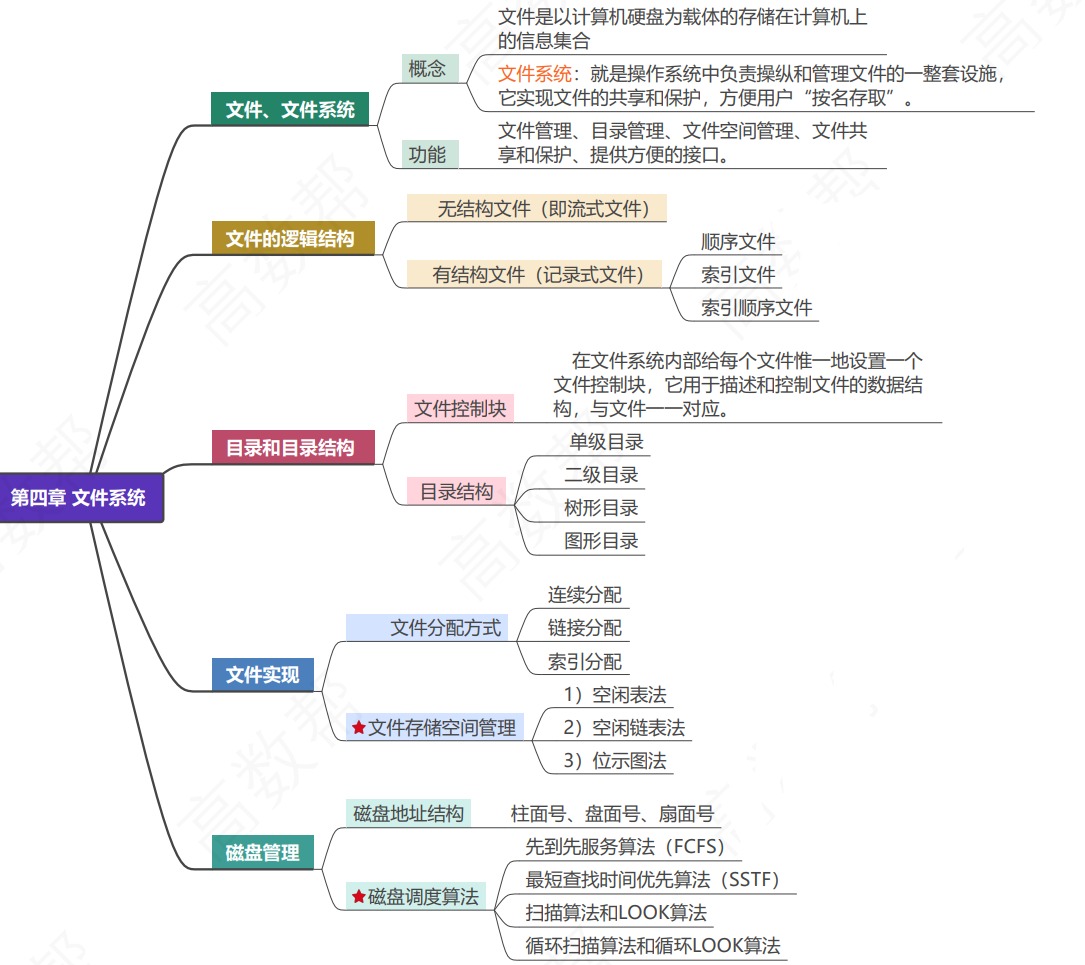 文件是以计算机硬盘为载体的存储在计算机上
的信息集合
概念
文件系统：就是操作系统中负责操纵和管理文件的一整套设施，
它实现文件的共享和保护，方便用户“按名存取”。
文件、文件系统
文件管理、目录管理、文件空间管理、文件共
享和保护、提供方便的接口。
功能
无结构文件（即流式文件）
文件的逻辑结构
顺序文件
有结构文件（记录式文件）
索引文件
索引顺序文件
在文件系统内部给每个文件惟一地设置一个
文件控制块，它用于描述和控制文件的数据结
构，与文件一一对应。
文件控制块
目录和目录结构
单级目录
二级目录
目录结构
树形目录
图形目录
第四章 文件系统
连续分配
文件分配方式
链接分配
索引分配
文件实现
1）空闲表法
★文件存储空间管理
2）空闲链表法
3）位示图法
磁盘地址结构
柱面号、盘面号、扇面号
磁盘管理
先到先服务算法（FCFS）
最短查找时间优先算法（SSTF）
★磁盘调度算法
扫描算法和LOOK算法
循环扫描算法和循环LOOK算法
高数帮